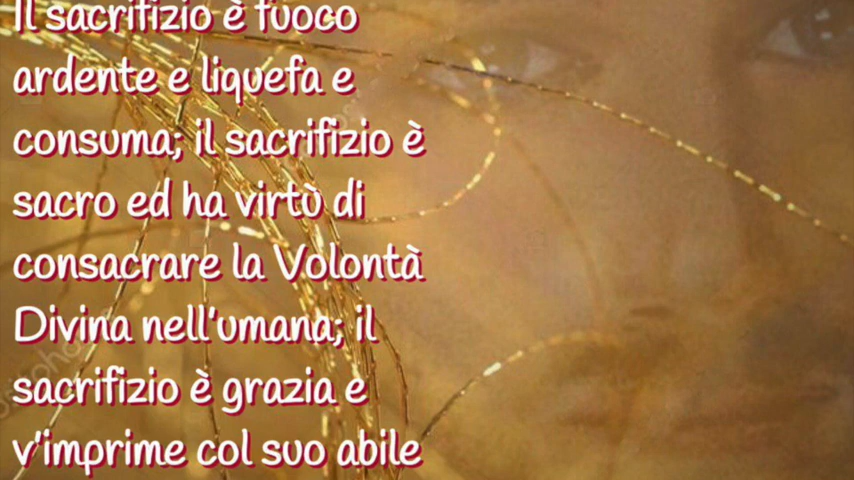 Il sacrifizio è fuoco
ardente e liquefa e
consuma; il sacrifizio è
sacro ed ha virtù di
consacrare la Volontà
Divina nell'umana; il
sacrifizio è grazia e
v'imprime col suo abile